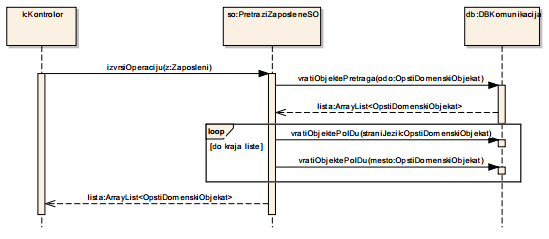 k:Kontrolor
so:PretraziZaposleneSO
db:DBKomunikacija
izvrsiOperaciju(z:Zaposleni)
vratiObjektePretraga(odo:OpstiDomenskiObjekat)
lista:ArrayList<OpstiDomenskiObjekat>
loop
[do kraja liste]
vratiObjektePoIDu(straniJezik:OpstiDomenskiObjekat)
vratiObjektePoIDu(mesto:OpstiDomenskiObjekat)
lista:ArrayList<OpstiDomenskiObjekat>